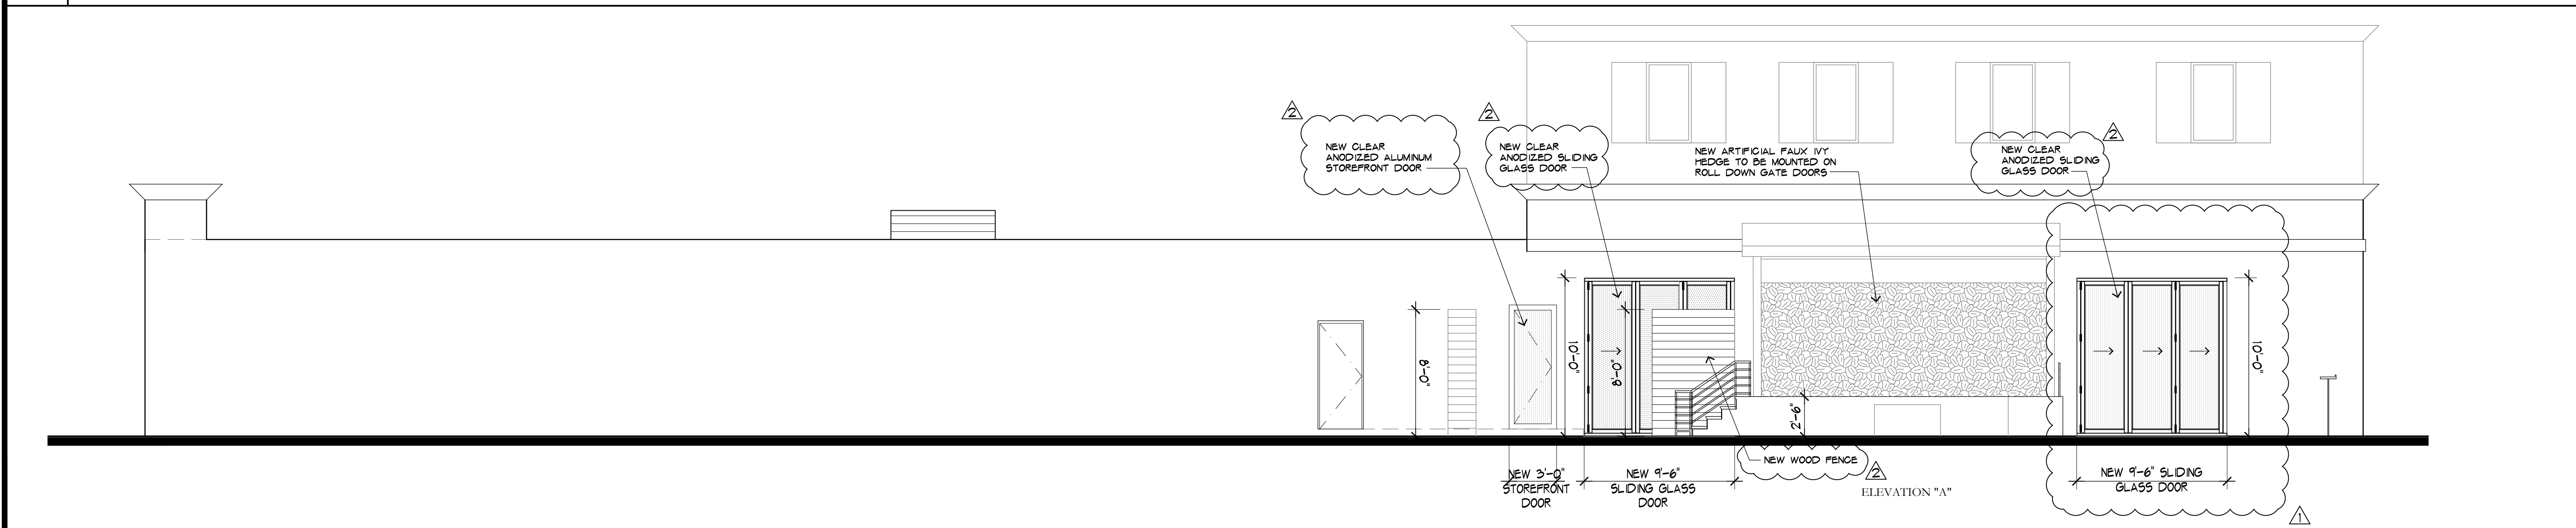 2
NEW CLEAR
ANODIZED ALUMINUM
STOREFRONT DOOR
2
NEW CLEAR
ANODIZED SLIDING
GLASS DOOR
NEW ARTIFICIAL FAUX IVY
HEDGE TO BE MOUNTED ON
ROLL DOWN GATE DOORS
2
NEW CLEAR
ANODIZED SLIDING
GLASS DOOR
8'-0"
10'-0"
8'-0"
2'-6"
10'-0"
NEW 3'-0"
STOREFRONT
DOOR
NEW 9'-6"
SLIDING GLASS
DOOR
NEW WOOD FENCE
2
ELEVATION "A"
NEW 9'-6" SLIDING
GLASS DOOR
1